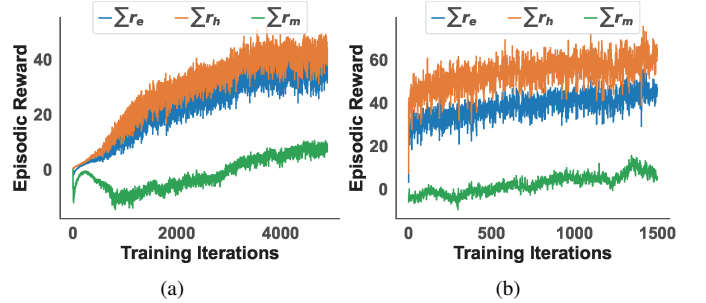 ∑r_e ∑r_h ∑r_m
Episodic Reward
40
20
0
0 2000 4000
Training Iterations
(a)
∑r_e ∑r_h ∑r_m
Episodic Reward
60
40
20
0
0 500 1000 1500
Training Iterations
(b)